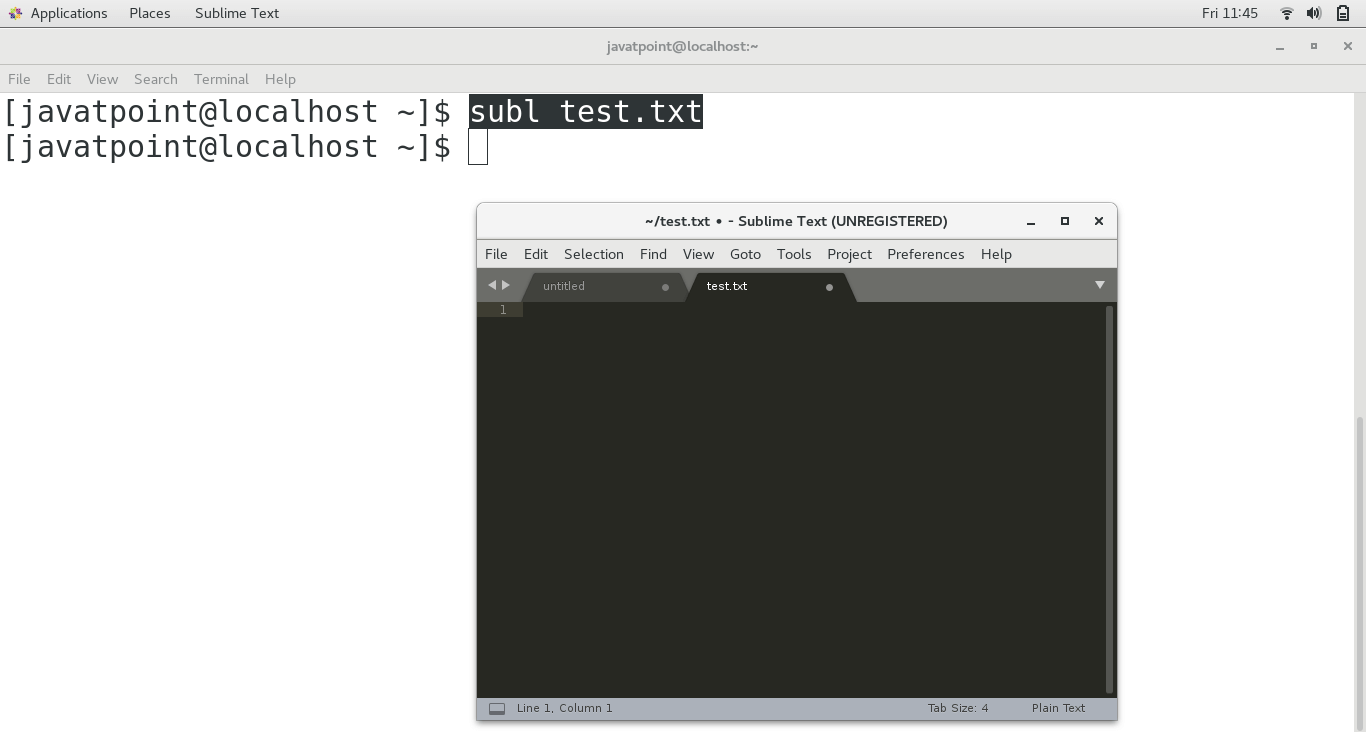 Applications Places Sublime Text Fri 11:45
javatpoint@localhost:~
File Edit View Search Terminal Help
[javatpoint@localhost ~]$ subl test.txt
[javatpoint@localhost ~]$
~/test.txt • - Sublime Text (UNREGISTERED)
File Edit Selection Find View Goto Tools Project Preferences Help
untitled test.txt
1
Line 1, Column 1 Tab Size: 4 Plain Text